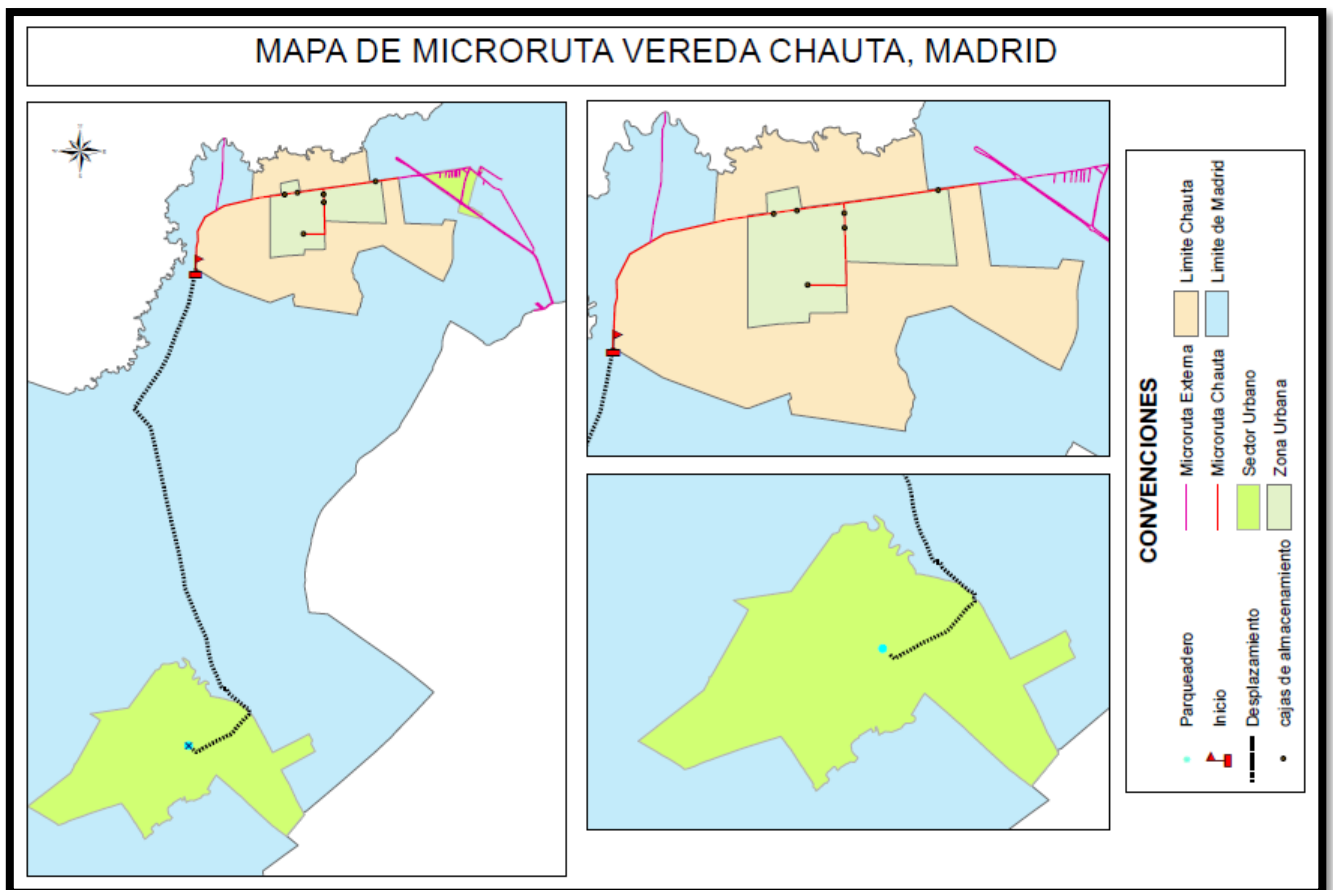 MAPA DE MICRORUTA VEREDA CHAUTA, MADRID
CONVENCIONES
Parqueadero
Inicio
Desplazamiento
cajas de almacenamiento
Microruta Externa
Microruta Chauta
Sector Urbano
Zona Urbana
Limite Chauta
Limite de Madrid